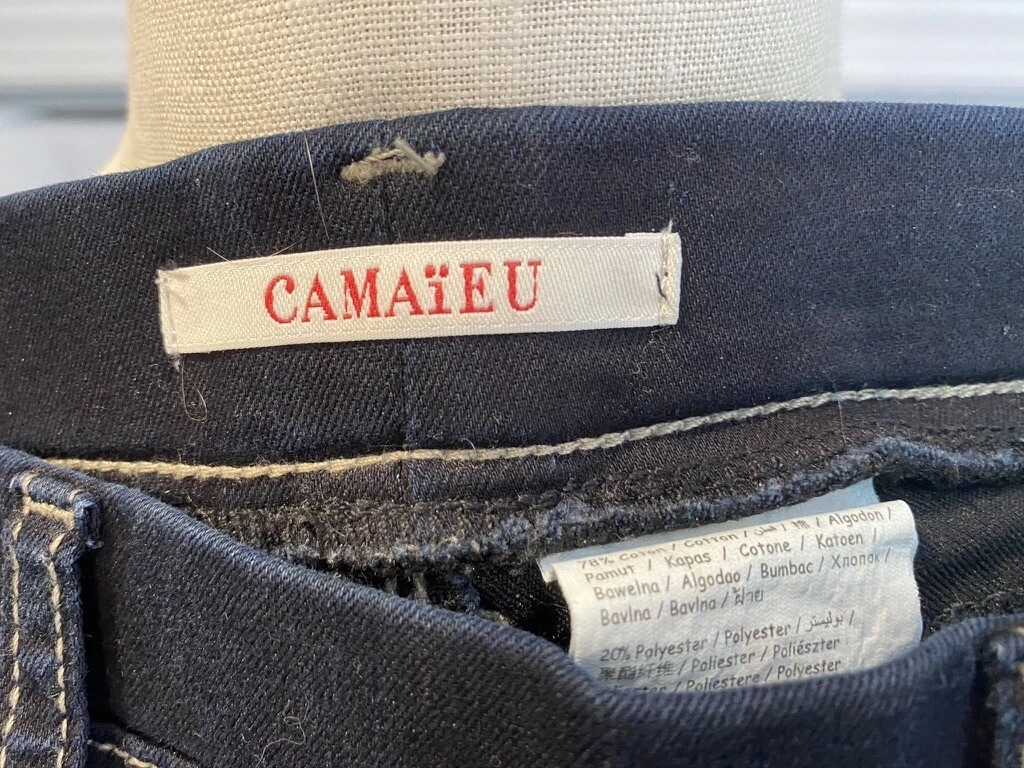 CAMAïEU
78% Coton / Cotton / قطن / 棉 / Algodon /
Pamut / Kapas / Cotone / Katoen /
Bawelna / Algodao / Bumbac / Хлопок /
Bavlna / Bavlna / ฝ้าย
20% Polyester / Polyester / بوليستر /
聚酯纤维 / Poliester / Poliészter
Poliestere / Polyester